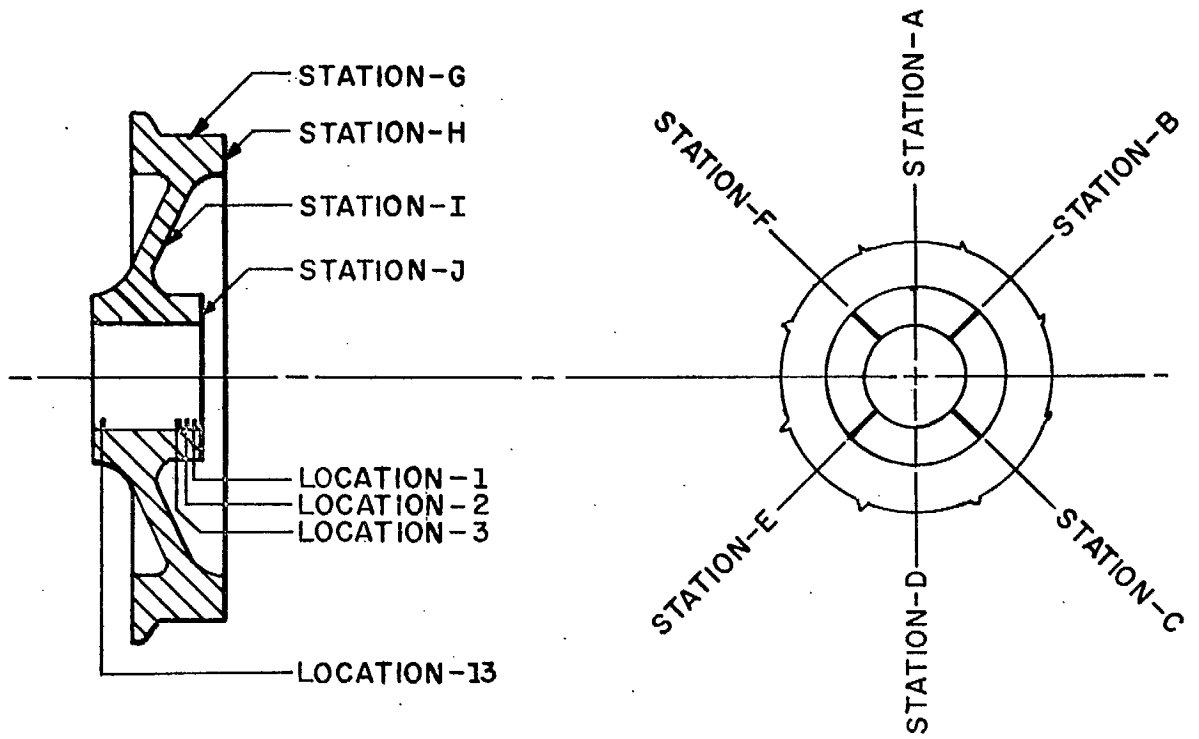 STATION-G
STATION-H
STATION-I
STATION-J
LOCATION-1
LOCATION-2
LOCATION-3
LOCATION-13
STATION-A
STATION-B
STATION-C
STATION-D
STATION-E
STATION-F